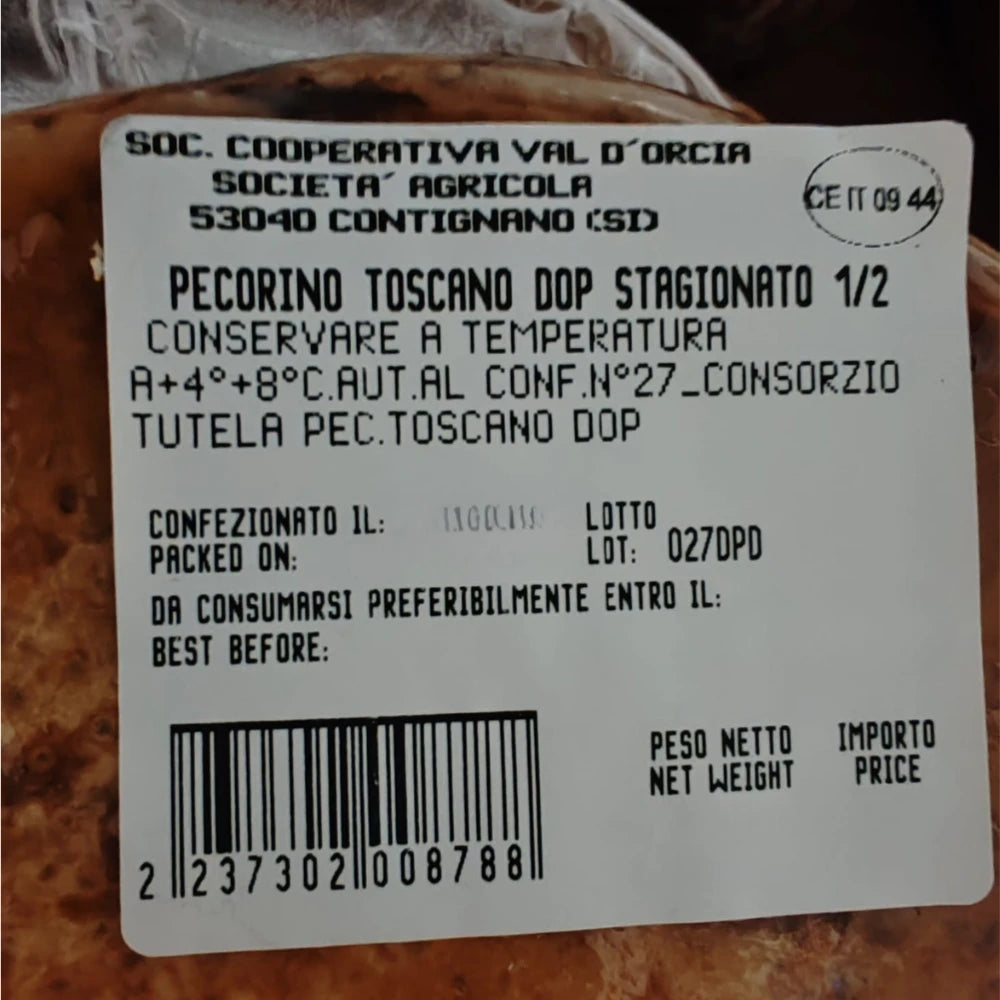 SOC. COOPERATIVA VAL D´ORCIA
SOCIETA´ AGRICOLA
53040 CONTIGNANO (SI)
CE IT 09 44
PECORINO TOSCANO DOP STAGIONATO 1/2
CONSERVARE A TEMPERATURA
A+4°+8°C.AUT.AL CONF.N°27_CONSORZIO
TUTELA PEC.TOSCANO DOP
CONFEZIONATO IL:
PACKED ON:
LOTTO
LOT: 027DPD
DA CONSUMARSI PREFERIBILMENTE ENTRO IL:
BEST BEFORE:
PESO NETTO IMPORTO
NET WEIGHT PRICE
2 237302 008788